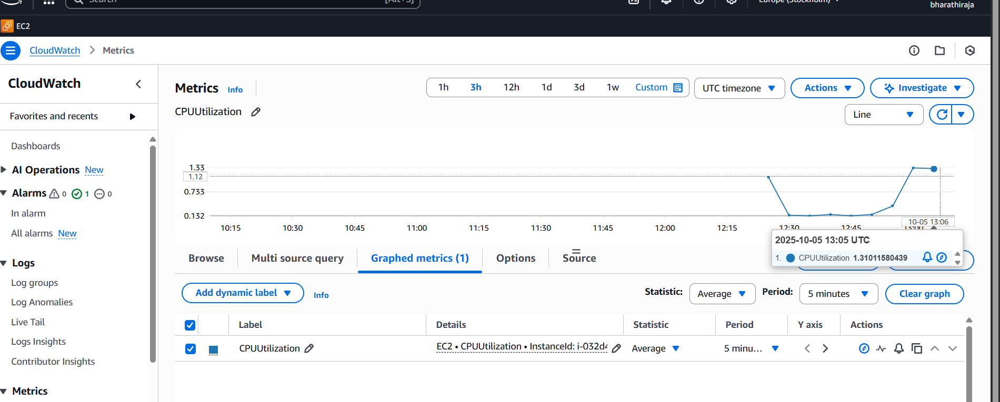 Search
[Alt+S]
Europe (Stockholm)
bharathiraja
EC2
CloudWatch > Metrics
CloudWatch
Favorites and recents
Dashboards
AI Operations New
Alarms 0 1 0
In alarm
All alarms New
Logs
Log groups
Log Anomalies
Live Tail
Logs Insights
Contributor Insights
Metrics
Metrics Info
1h 3h 12h 1d 3d 1w Custom
UTC timezone
Actions
Investigate
CPUUtilization
Line
1.33
1.12
0.733
0.132
10:15 10:30 10:45 11:00 11:15 11:30 11:45 12:00 12:15 12:30 12:45 13:00
10-05 13:06
2025-10-05 13:05 UTC
1. CPUUtilization 1.31011580439
Browse Multi source query Graphed metrics (1) Options Source
Add dynamic label Info
Statistic: Average Period: 5 minutes Clear graph
Label Details Statistic Period Y axis Actions
CPUUtilization EC2 • CPUUtilization • InstanceId: i-032d4 Average 5 minu...